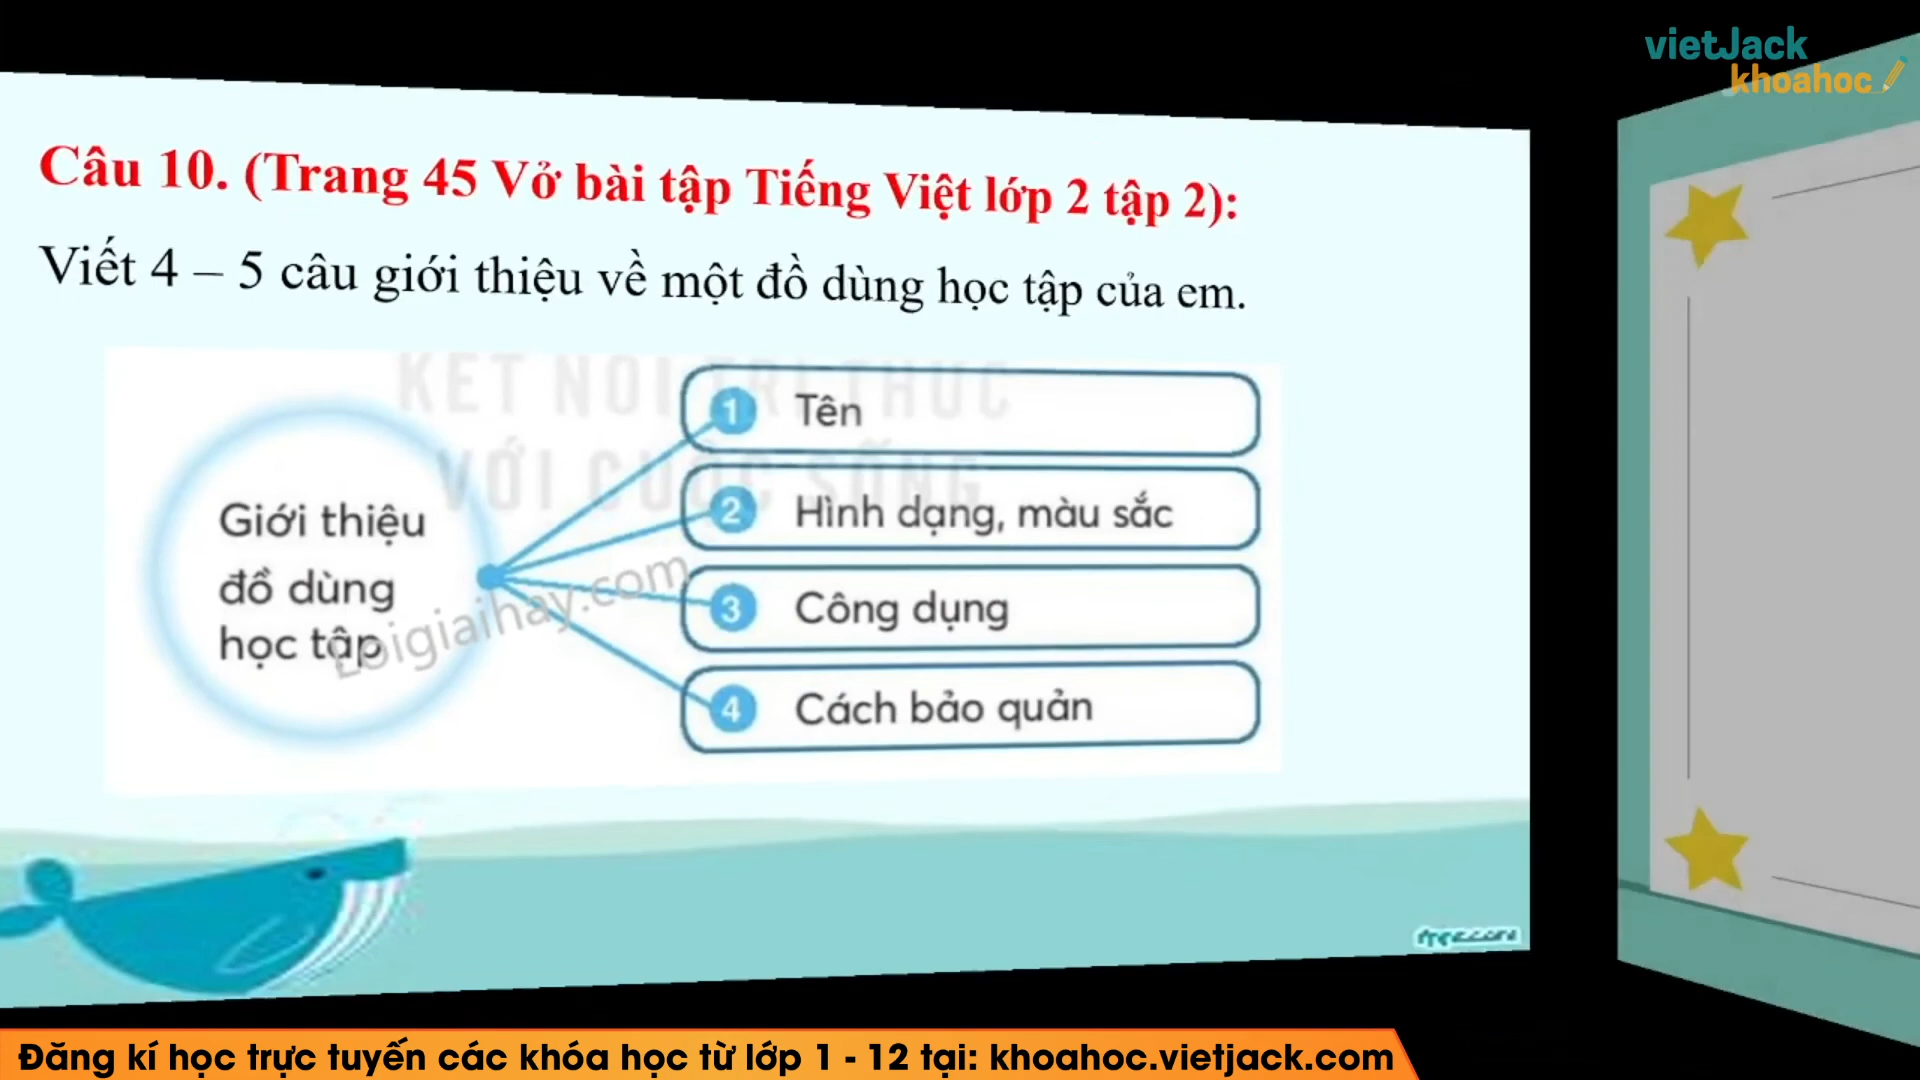 vietJack
khoahoc
Câu 10. (Trang 45 Vở bài tập Tiếng Việt lớp 2 tập 2):
Viết 4 – 5 câu giới thiệu về một đồ dùng học tập của em.
KẾT NỐI TRI THỨC
VỚI CUỘC SỐNG
Giới thiệu
đồ dùng
học tập
1 Tên
2 Hình dạng, màu sắc
3 Công dụng
4 Cách bảo quản
Loigiaihay.com
Đăng kí học trực tuyến các khóa học từ lớp 1 - 12 tại: khoahoc.vietjack.com